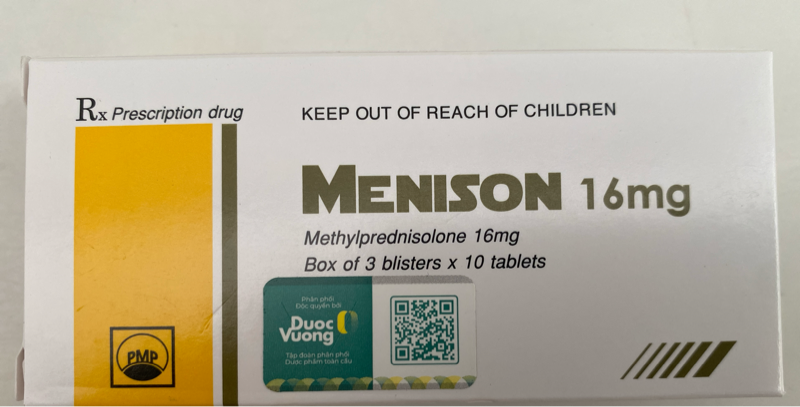 Rx Prescription drug
KEEP OUT OF REACH OF CHILDREN
MENISON 16mg
Methylprednisolone 16mg
Box of 3 blisters x 10 tablets
Phân phối
Độc quyền bởi
Duoc
Vuong
Tập đoàn phân phối
Dược phẩm toàn cầu
PMP